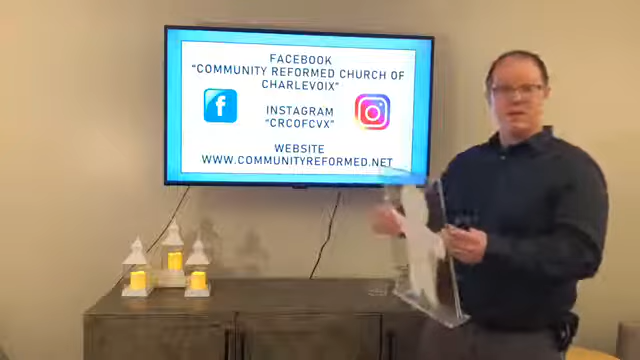 FACEBOOK
"COMMUNITY REFORMED CHURCH OF
CHARLEVOIX"
INSTAGRAM
"CRCOFCVX"
WEBSITE
WWW.COMMUNITYREFORMED.NET